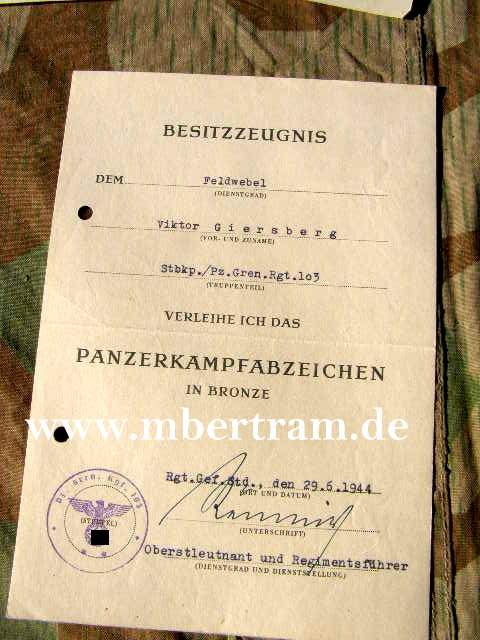 BESITZZEUGNIS
DEM Feldwebel
(DIENSTGRAD)
Viktor Giersberg
(VOR- UND ZUNAME)
Stbkp./Pz.Gren.Rgt.1o3
(TRUPPENTEIL)
VERLEIHE ICH DAS
PANZERKAMPFABZEICHEN
IN BRONZE
www.mbertram.de
Rgt.Gef.Std., den 29.6.1944
(ORT UND DATUM)
(STEMPEL)
(UNTERSCHRIFT)
Oberstleutnant und Regimentsführer
(DIENSTGRAD UND DIENSTSTELLUNG)